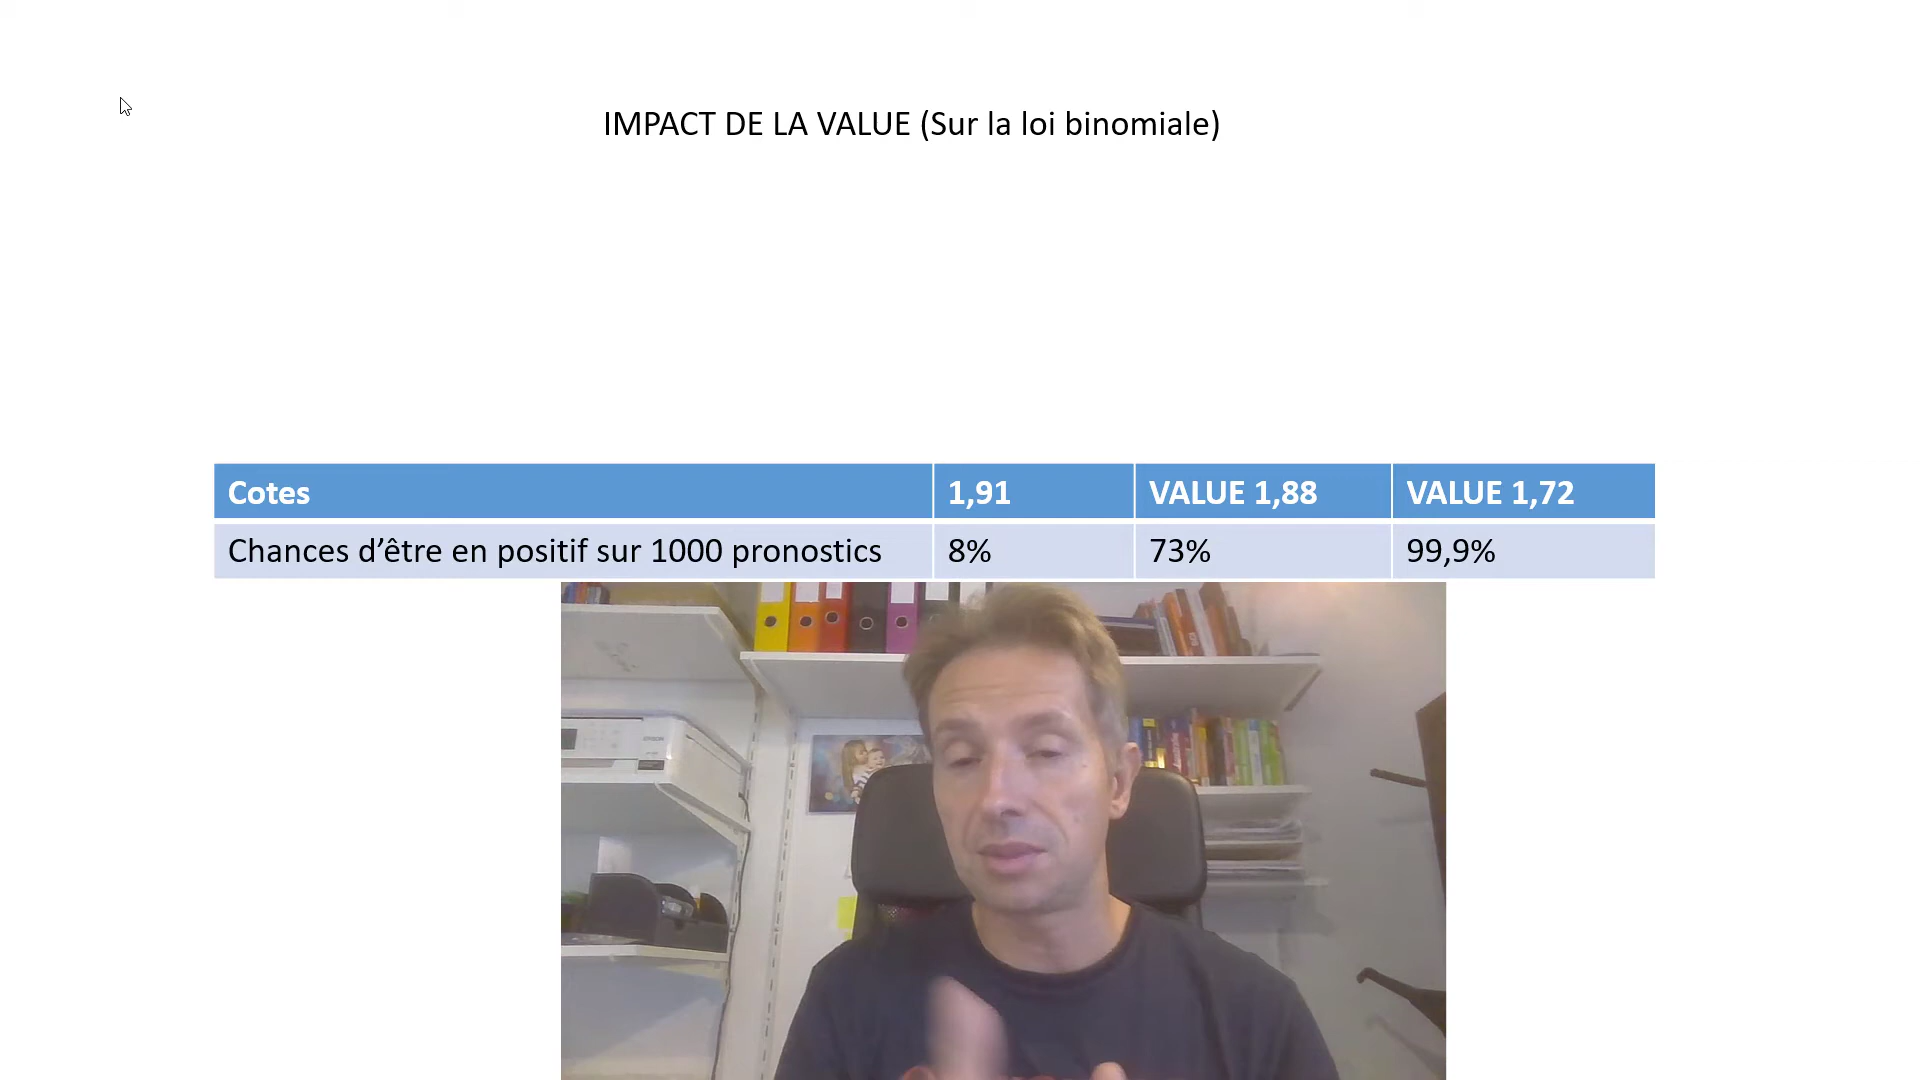 IMPACT DE LA VALUE (Sur la loi binomiale)
Cotes 1,91 VALUE 1,88 VALUE 1,72
Chances d’être en positif sur 1000 pronostics 8% 73% 99,9%
EPSON